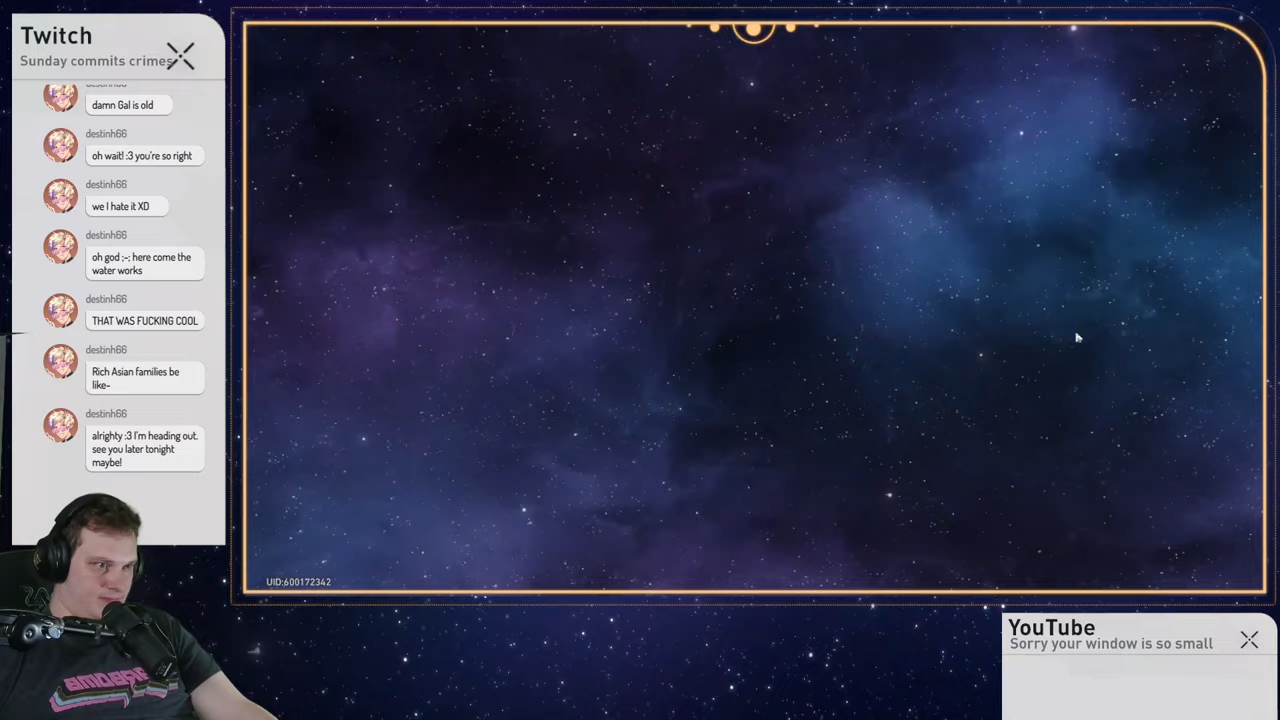 Twitch
Sunday commits crimes
damn Gal is old
destinh66
oh wait! :3 you're so right
destinh66
we I hate it XD
destinh66
oh god ;-; here come the
water works
destinh66
THAT WAS FUCKING COOL
destinh66
Rich Asian families be
like-
destinh66
alrighty :3 I'm heading out.
see you later tonight
maybe!
UID:600172342
YouTube
Sorry your window is so small